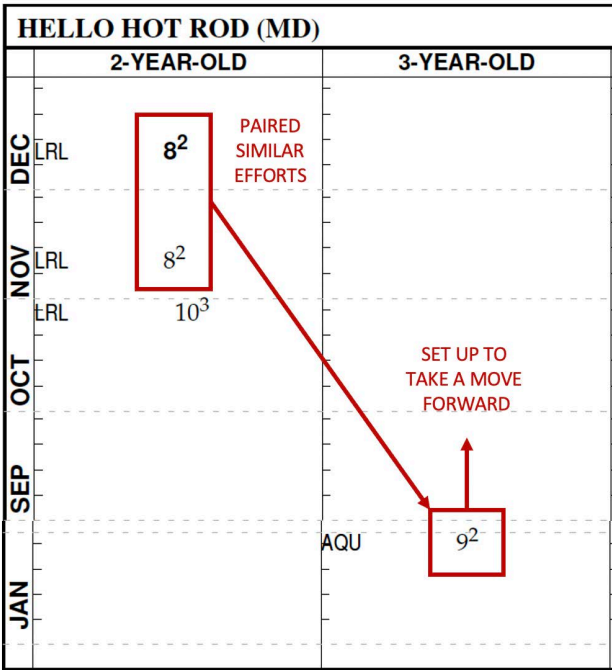 HELLO HOT ROD (MD)
2-YEAR-OLD 3-YEAR-OLD
DEC
LRL 8²
PAIRED
SIMILAR
EFFORTS
NOV
LRL 8²
LRL 10³
OCT
SET UP TO
TAKE A MOVE
FORWARD
SEP
AQU 9²
JAN